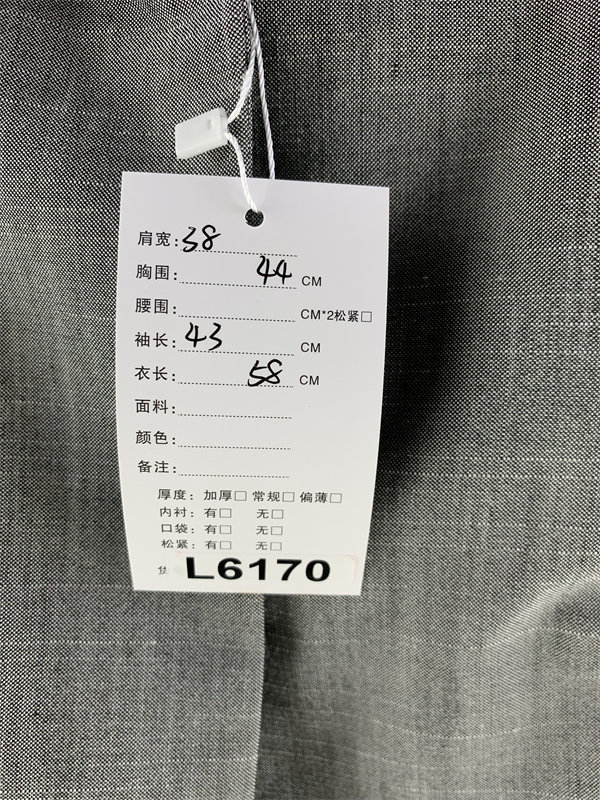 肩宽:38
胸围:44 CM
腰围: CM*2松紧□
袖长:43 CM
衣长:58 CM
面料:
颜色:
备注:
厚度: 加厚□ 常规□ 偏薄□
内衬: 有□ 无□
口袋: 有□ 无□
松紧: 有□ 无□
L6170